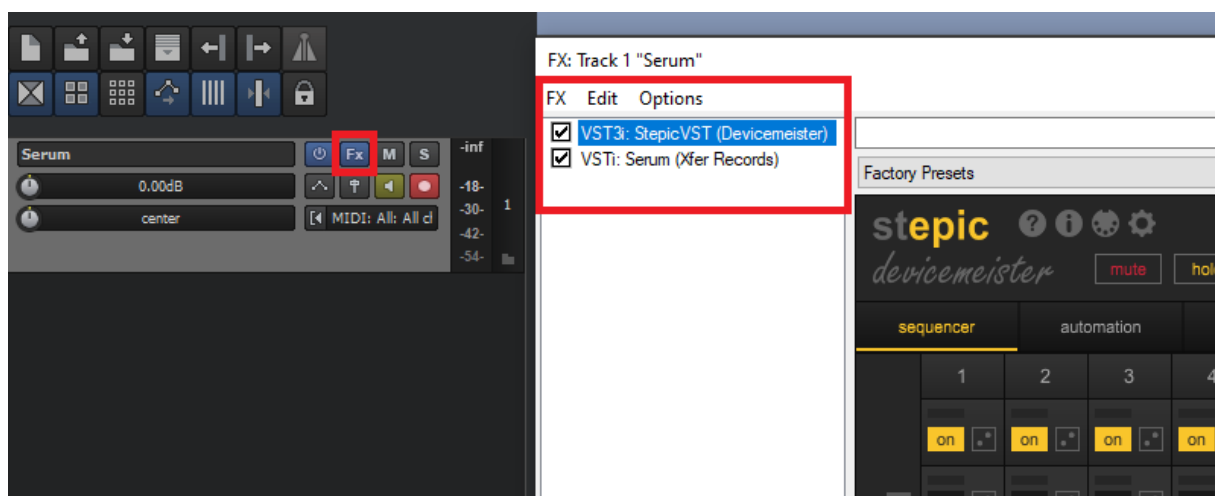 FX: Track 1 "Serum"
FX Edit Options
VST3i: StepicVST (Devicemeister)
VSTi: Serum (Xfer Records)
Serum
Fx M S
-inf
0.00dB
-18-
center
MIDI: All: All cl
-30- 1
-42-
-54-
Factory Presets
stepic
devicemeister
mute hol
sequencer automation
1 2 3 4
on on on on